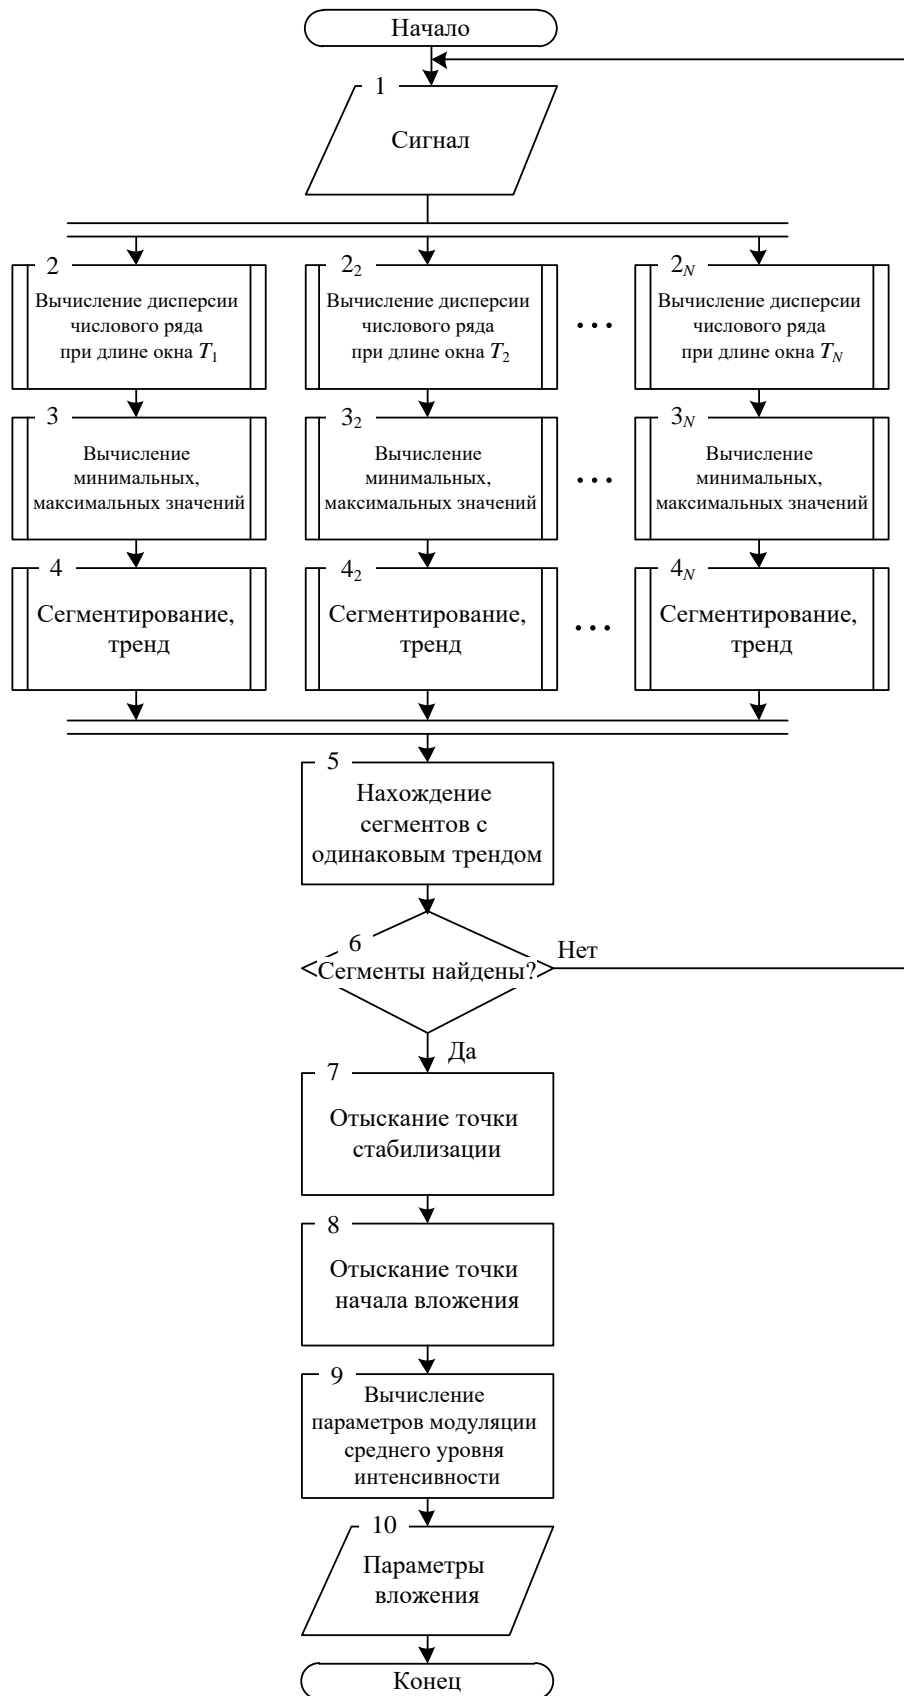 Начало
1
Сигнал
2
Вычисление дисперсии
числового ряда
при длине окна T₁
2₂
Вычисление дисперсии
числового ряда
при длине окна T₂
...
2_N
Вычисление дисперсии
числового ряда
при длине окна T_N
3
Вычисление
минимальных,
максимальных значений
3₂
Вычисление
минимальных,
максимальных значений
...
3_N
Вычисление
минимальных,
максимальных значений
4
Сегментирование,
тренд
4₂
Сегментирование,
тренд
...
4_N
Сегментирование,
тренд
5
Нахождение
сегментов с
одинаковым трендом
6
Сегменты найдены?
Нет
Да
7
Отыскание точки
стабилизации
8
Отыскание точки
начала вложения
9
Вычисление
параметров модуляции
среднего уровня
интенсивности
10
Параметры
вложения
Конец